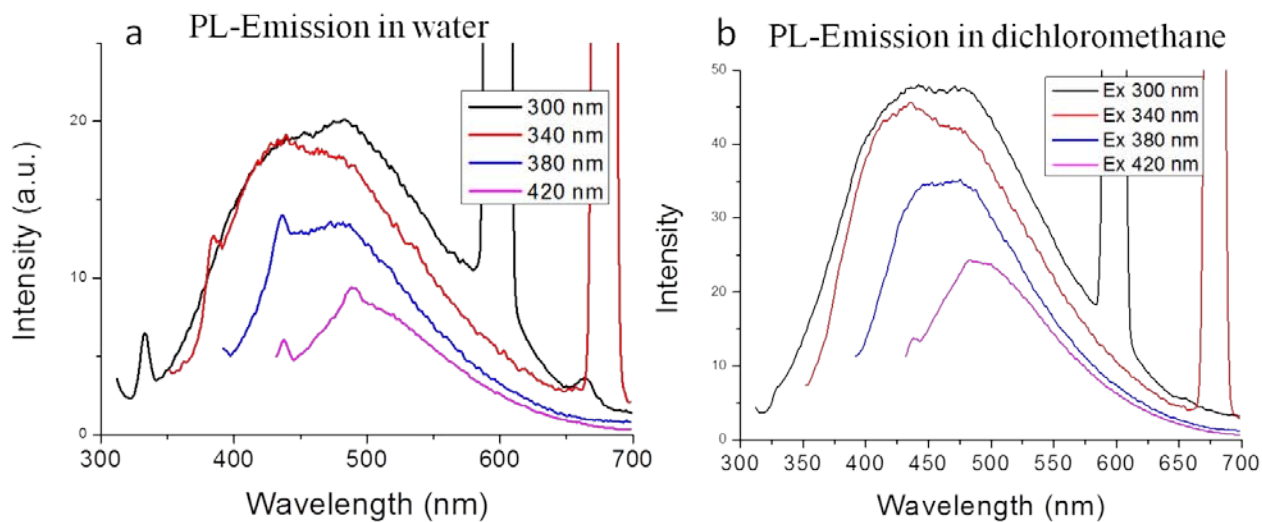 a PL-Emission in water
Intensity (a.u.)
20
10
0
300 nm
340 nm
380 nm
420 nm
300 400 500 600 700
Wavelength (nm)
b PL-Emission in dichloromethane
Intensity
50
40
30
20
10
0
Ex 300 nm
Ex 340 nm
Ex 380 nm
Ex 420 nm
300 350 400 450 500 550 600 650 700
Wavelength (nm)